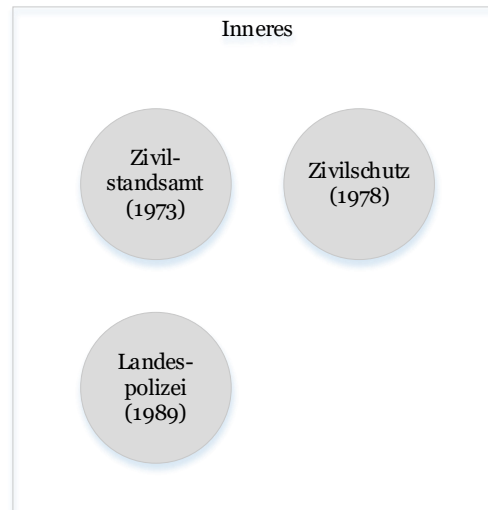 Inneres
Zivil-
standsamt
(1973)
Zivilschutz
(1978)
Landes-
polizei
(1989)